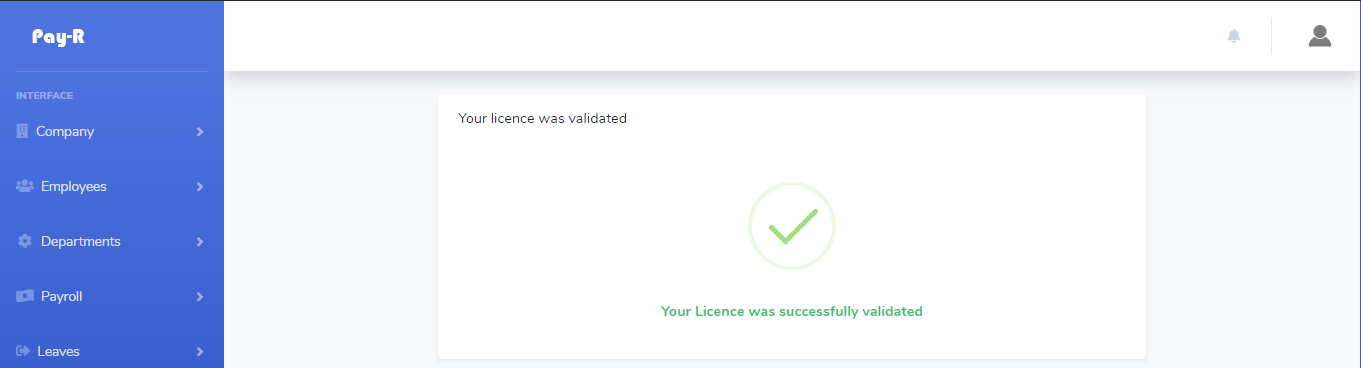 Pay-R
INTERFACE
Company
Employees
Departments
Payroll
Leaves
Your licence was validated
Your Licence was successfully validated